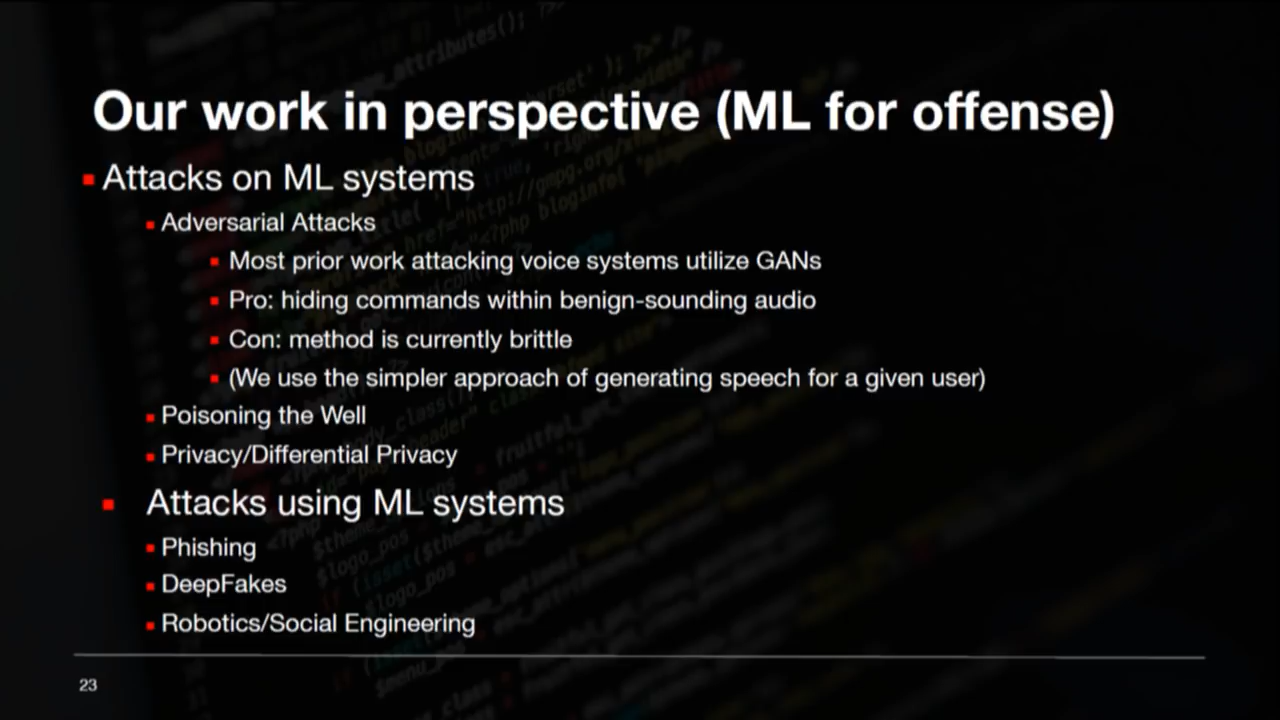 Our work in perspective (ML for offense)
Attacks on ML systems
Adversarial Attacks
Most prior work attacking voice systems utilize GANs
Pro: hiding commands within benign-sounding audio
Con: method is currently brittle
(We use the simpler approach of generating speech for a given user)
Poisoning the Well
Privacy/Differential Privacy
Attacks using ML systems
Phishing
DeepFakes
Robotics/Social Engineering
23